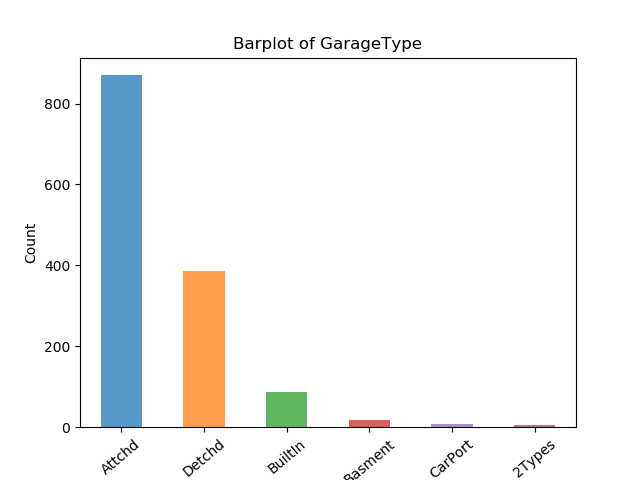 Barplot of GarageType
Count
800
600
400
200
0
Attchd
Detchd
BuiltIn
Basment
CarPort
2Types